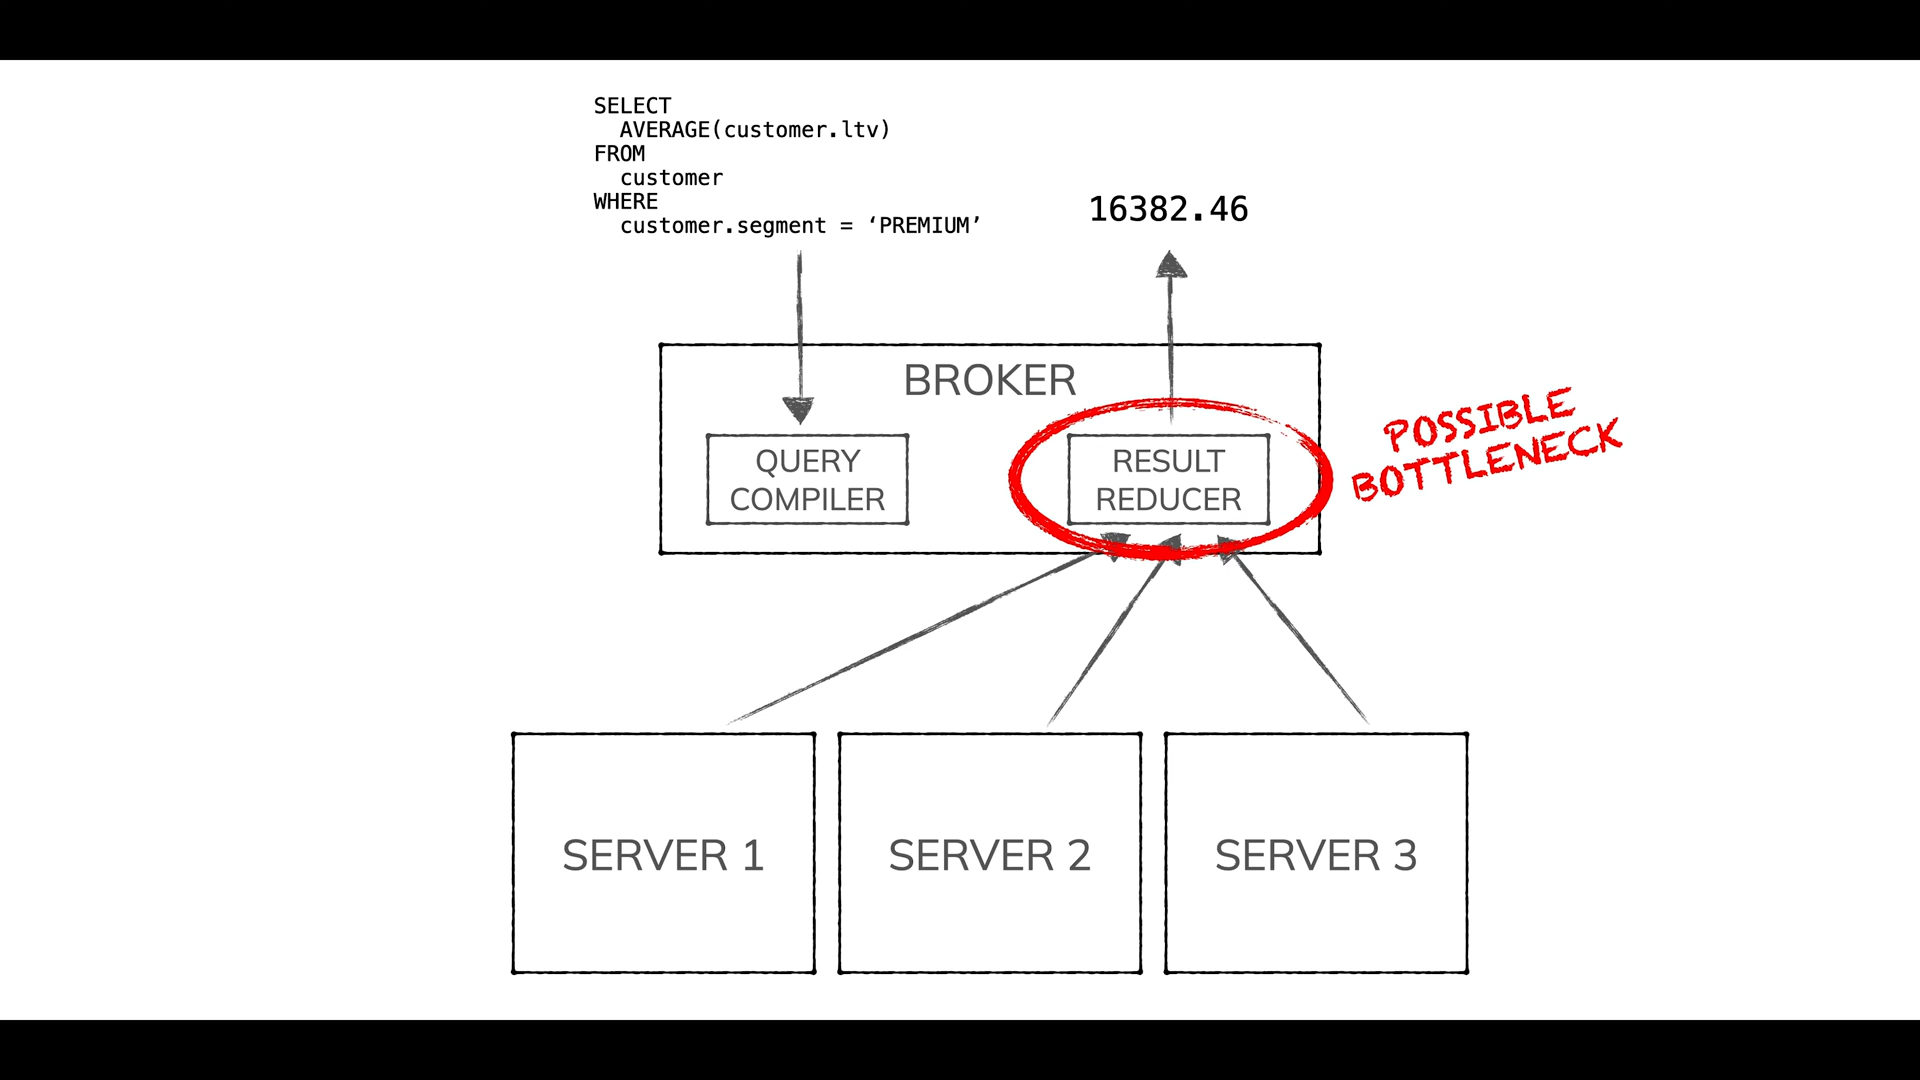 SELECT
  AVERAGE(customer.ltv)
FROM
  customer
WHERE
  customer.segment = ‘PREMIUM’
16382.46
BROKER
QUERY
COMPILER
RESULT
REDUCER
POSSIBLE
BOTTLENECK
SERVER 1
SERVER 2
SERVER 3